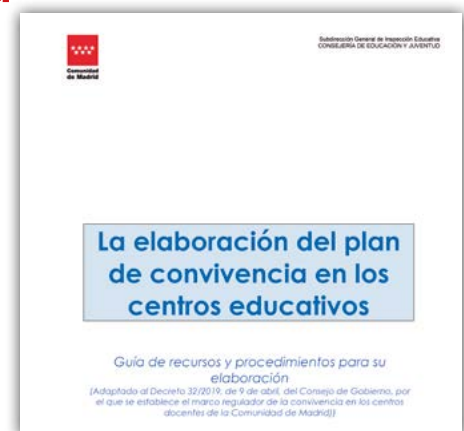 Comunidad
de Madrid
Subdirección General de Inspección Educativa
CONSEJERÍA DE EDUCACIÓN Y JUVENTUD
La elaboración del plan
de convivencia en los
centros educativos
Guía de recursos y procedimientos para su
elaboración
(Adaptada al Decreto 32/2019, de 9 de abril, del Consejo de Gobierno, por
el que se establece el marco regulador de la convivencia en los centros
docentes de la Comunidad de Madrid))